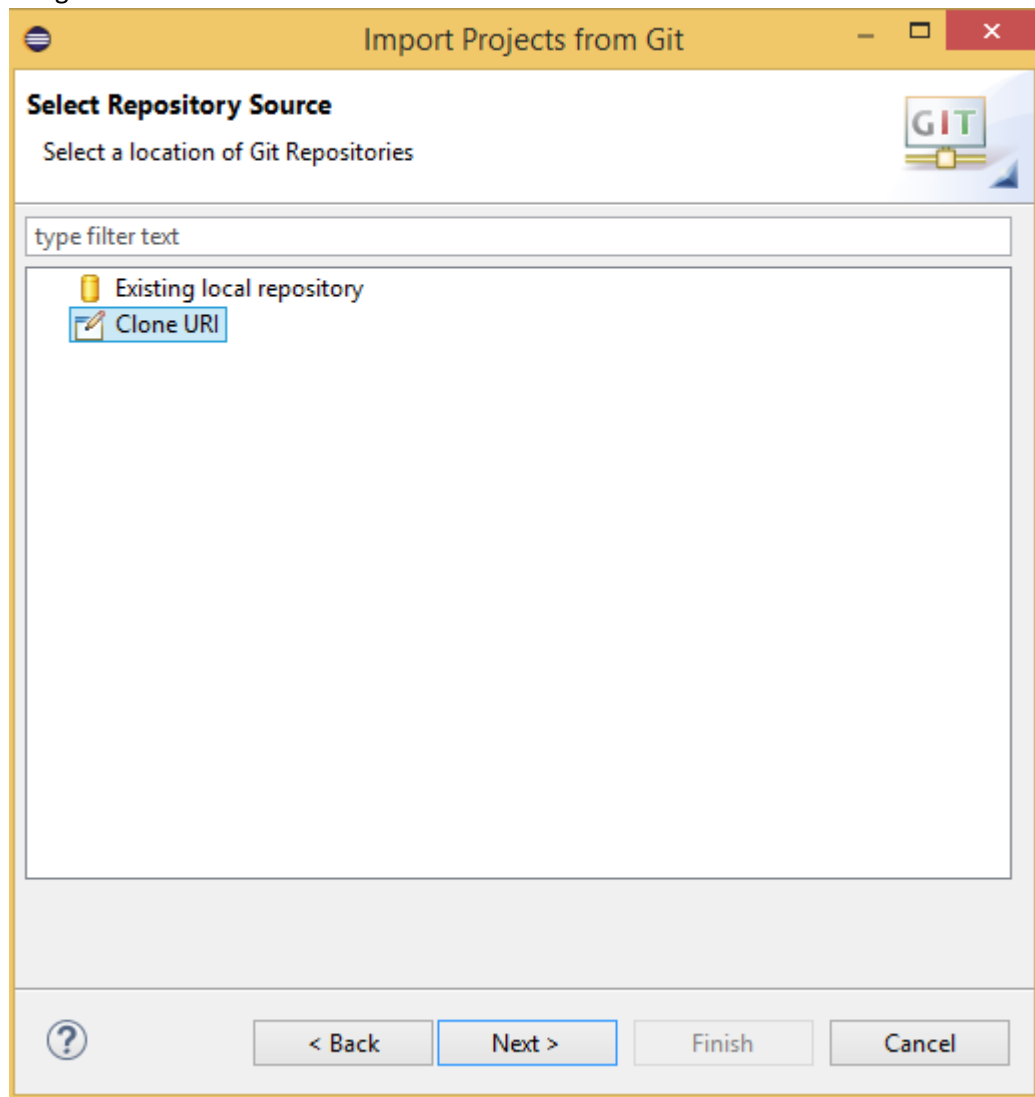 Import Projects from Git
Select Repository Source
Select a location of Git Repositories
GIT
type filter text
Existing local repository
Clone URI
? < Back Next > Finish Cancel